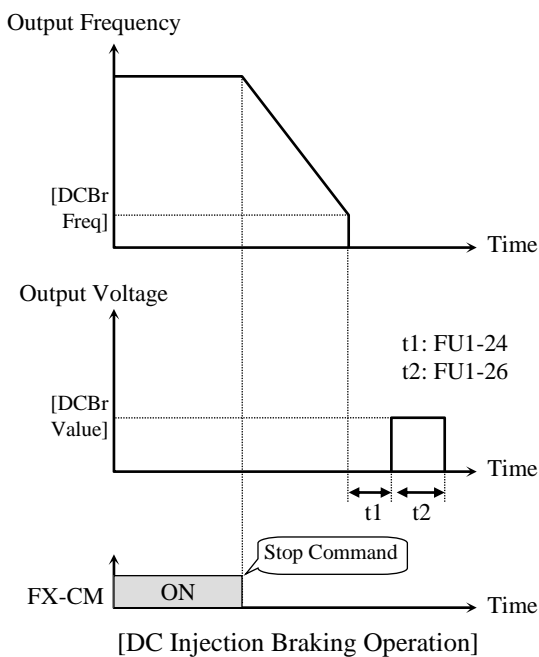 Output Frequency
[DCBr
Freq]
Time
Output Voltage
t1: FU1-24
t2: FU1-26
[DCBr
Value]
Time
t1 t2
Stop Command
FX-CM ON
Time
[DC Injection Braking Operation]